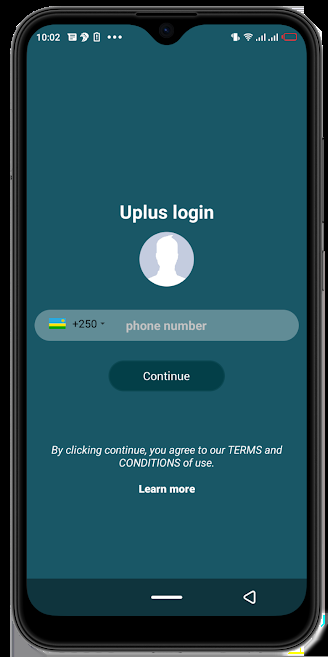 10:02
Uplus login
+250
phone number
Continue
By clicking continue, you agree to our TERMS and
CONDITIONS of use.
Learn more